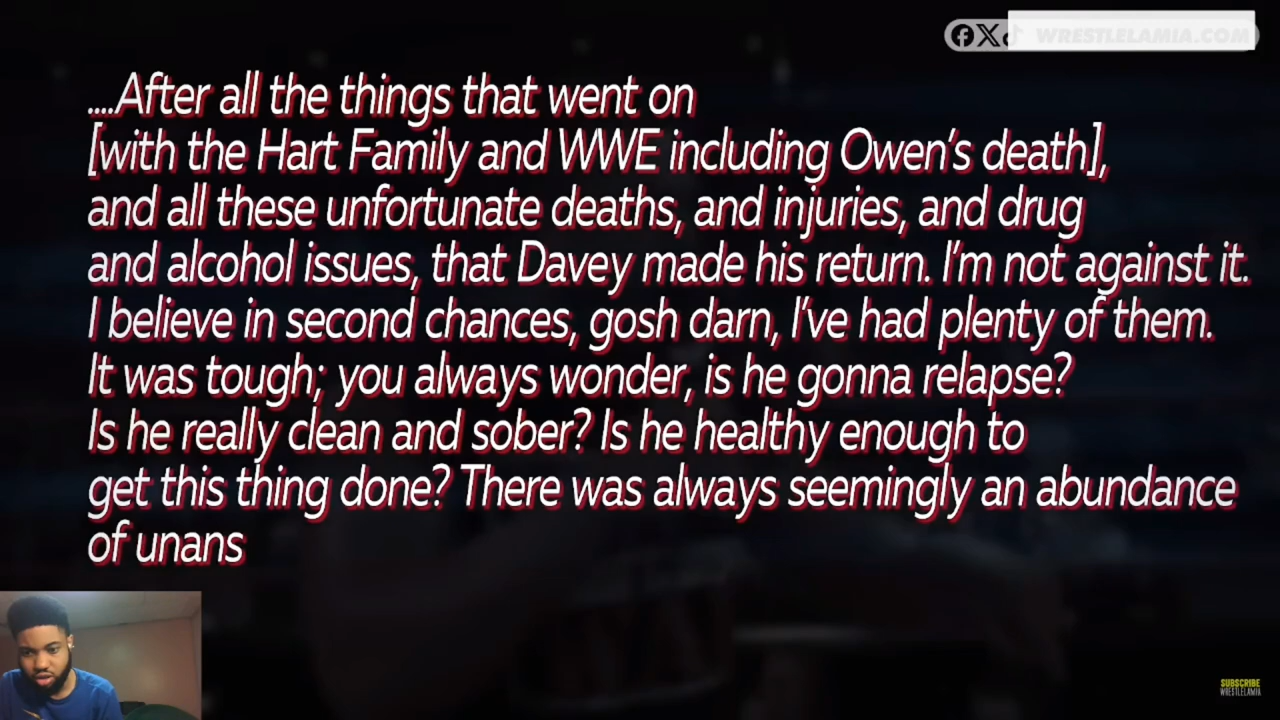 WRESTLELAMIA.COM
....After all the things that went on
[with the Hart Family and WWE including Owen's death],
and all these unfortunate deaths, and injuries, and drug
and alcohol issues, that Davey made his return. I'm not against it.
I believe in second chances, gosh darn, I've had plenty of them.
It was tough; you always wonder, is he gonna relapse?
Is he really clean and sober? Is he healthy enough to
get this thing done? There was always seemingly an abundance
of unans
SUBSCRIBE
WRESTLELAMIA